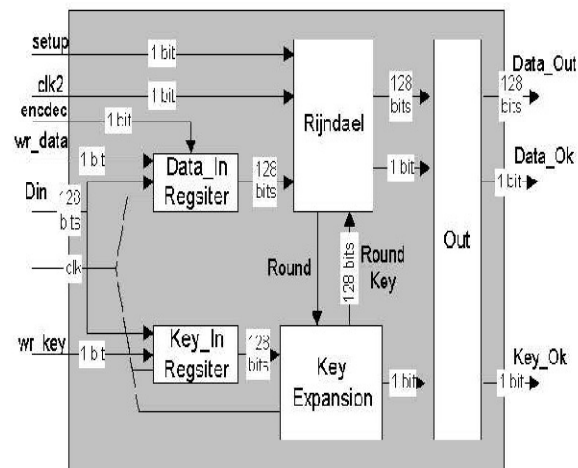 setup
1 bit
clk2
1 bit
encdec
1 bit
wr_data
1 bit
Din
128
bits
clk
wr_key
1 bit
Data_In
Regsiter
128
bits
Key_In
Regsiter
128
bits
Rijndael
Round
128 bits
Round
Key
Key
Expansion
128
bits
1 bit
1 bit
Out
Data_Out
128
bits
Data_Ok
1 bit
Key_Ok
1 bit